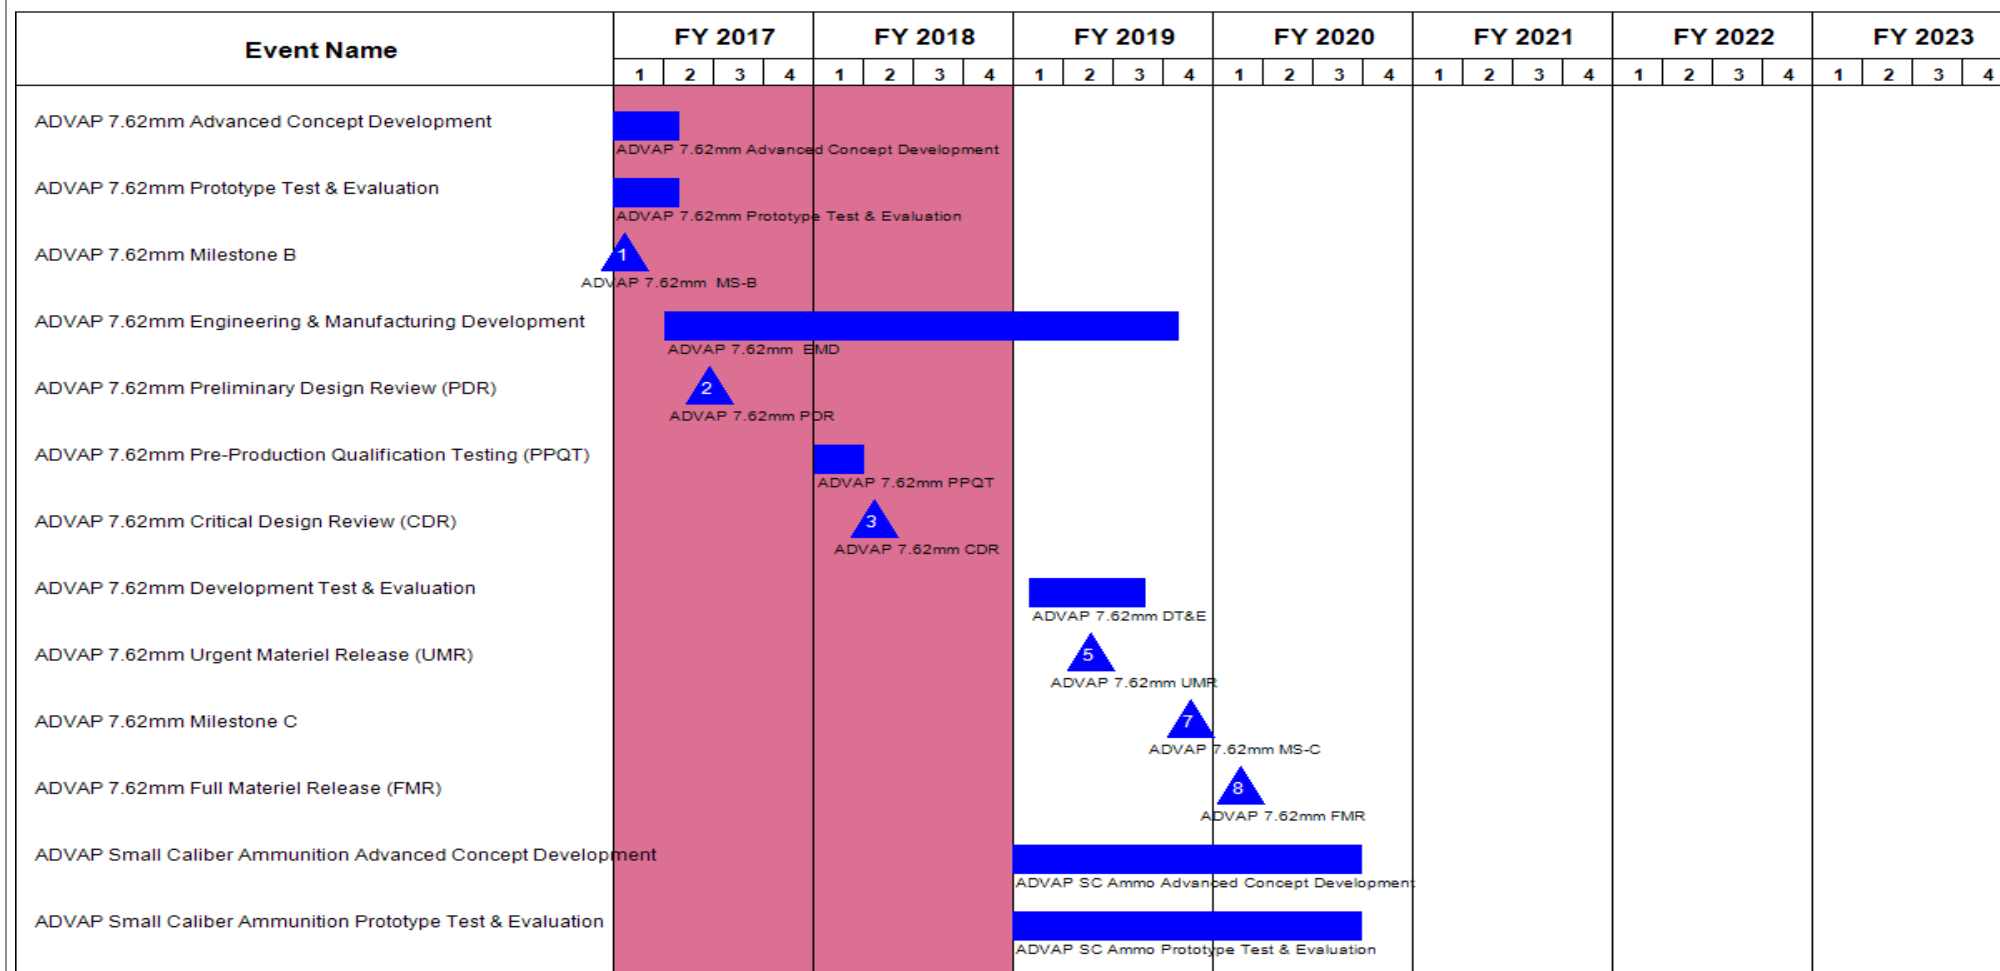 Event Name FY 2017 FY 2018 FY 2019 FY 2020 FY 2021 FY 2022 FY 2023
1 2 3 4 1 2 3 4 1 2 3 4 1 2 3 4 1 2 3 4 1 2 3 4 1 2 3 4
ADVAP 7.62mm Advanced Concept Development
ADVAP 7.62mm Advanced Concept Development
ADVAP 7.62mm Prototype Test & Evaluation
ADVAP 7.62mm Prototype Test & Evaluation
ADVAP 7.62mm Milestone B
1
ADVAP 7.62mm MS-B
ADVAP 7.62mm Engineering & Manufacturing Development
ADVAP 7.62mm EMD
ADVAP 7.62mm Preliminary Design Review (PDR)
2
ADVAP 7.62mm PDR
ADVAP 7.62mm Pre-Production Qualification Testing (PPQT)
ADVAP 7.62mm PPQT
ADVAP 7.62mm Critical Design Review (CDR)
3
ADVAP 7.62mm CDR
ADVAP 7.62mm Development Test & Evaluation
ADVAP 7.62mm DT&E
ADVAP 7.62mm Urgent Materiel Release (UMR)
5
ADVAP 7.62mm UMR
ADVAP 7.62mm Milestone C
7
ADVAP 7.62mm MS-C
ADVAP 7.62mm Full Materiel Release (FMR)
8
ADVAP 7.62mm FMR
ADVAP Small Caliber Ammunition Advanced Concept Development
ADVAP SC Ammo Advanced Concept Development
ADVAP Small Caliber Ammunition Prototype Test & Evaluation
ADVAP SC Ammo Prototype Test & Evaluation